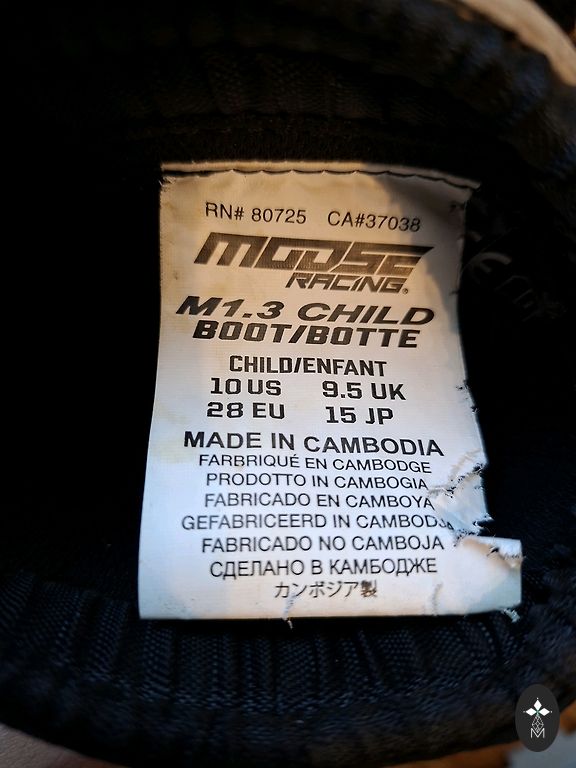 RN# 80725 CA#37038
MOOSE
RACING®
M1.3 CHILD
BOOT/BOTTE
CHILD/ENFANT
10 US 9.5 UK
28 EU 15 JP
MADE IN CAMBODIA
FARBRIQUÉ EN CAMBODGE
PRODOTTO IN CAMBOGIA
FABRICADO EN CAMBOYA
GEFABRICEERD IN CAMBODJA
FABRICADO NO CAMBOJA
СДЕЛАНО В КАМБОДЖЕ
カンボジア製
M